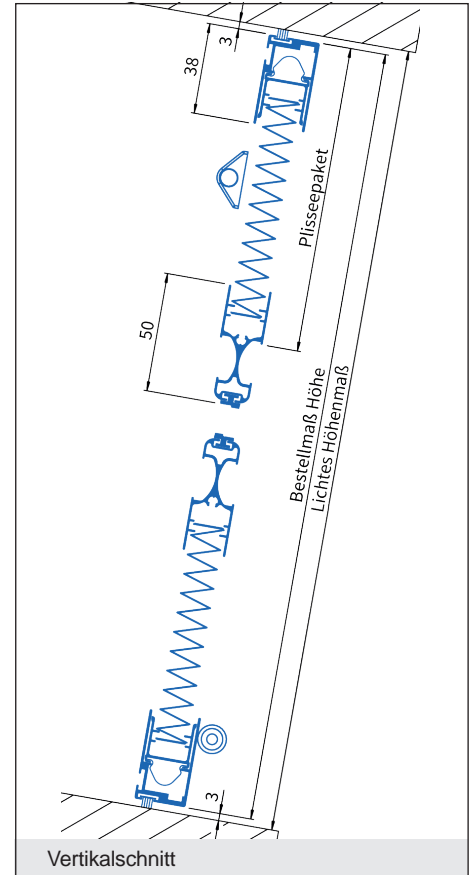 3
38
Plisseepaket
50
Bestellmaß Höhe
Lichtes Höhenmaß
3
Vertikalschnitt